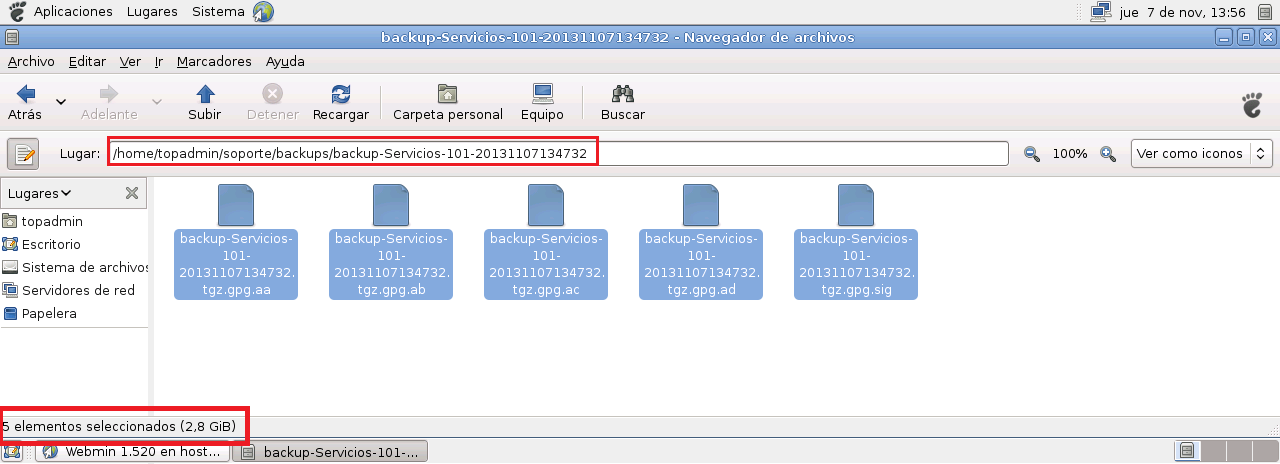 Aplicaciones Lugares Sistema jue 7 de nov, 13:56
backup-Servicios-101-20131107134732 - Navegador de archivos
Archivo Editar Ver Ir Marcadores Ayuda
Atrás Adelante Subir Detener Recargar Carpeta personal Equipo Buscar
Lugar: /home/topadmin/soporte/backups/backup-Servicios-101-20131107134732 100% Ver como iconos
Lugares
topadmin
Escritorio
Sistema de archivos
Servidores de red
Papelera
backup-Servicios-
101-
20131107134732.
tgz.gpg.aa
backup-Servicios-
101-
20131107134732.
tgz.gpg.ab
backup-Servicios-
101-
20131107134732.
tgz.gpg.ac
backup-Servicios-
101-
20131107134732.
tgz.gpg.ad
backup-Servicios-
101-
20131107134732.
tgz.gpg.sig
5 elementos seleccionados (2,8 GiB)
Webmin 1.520 en host... backup-Servicios-101-...